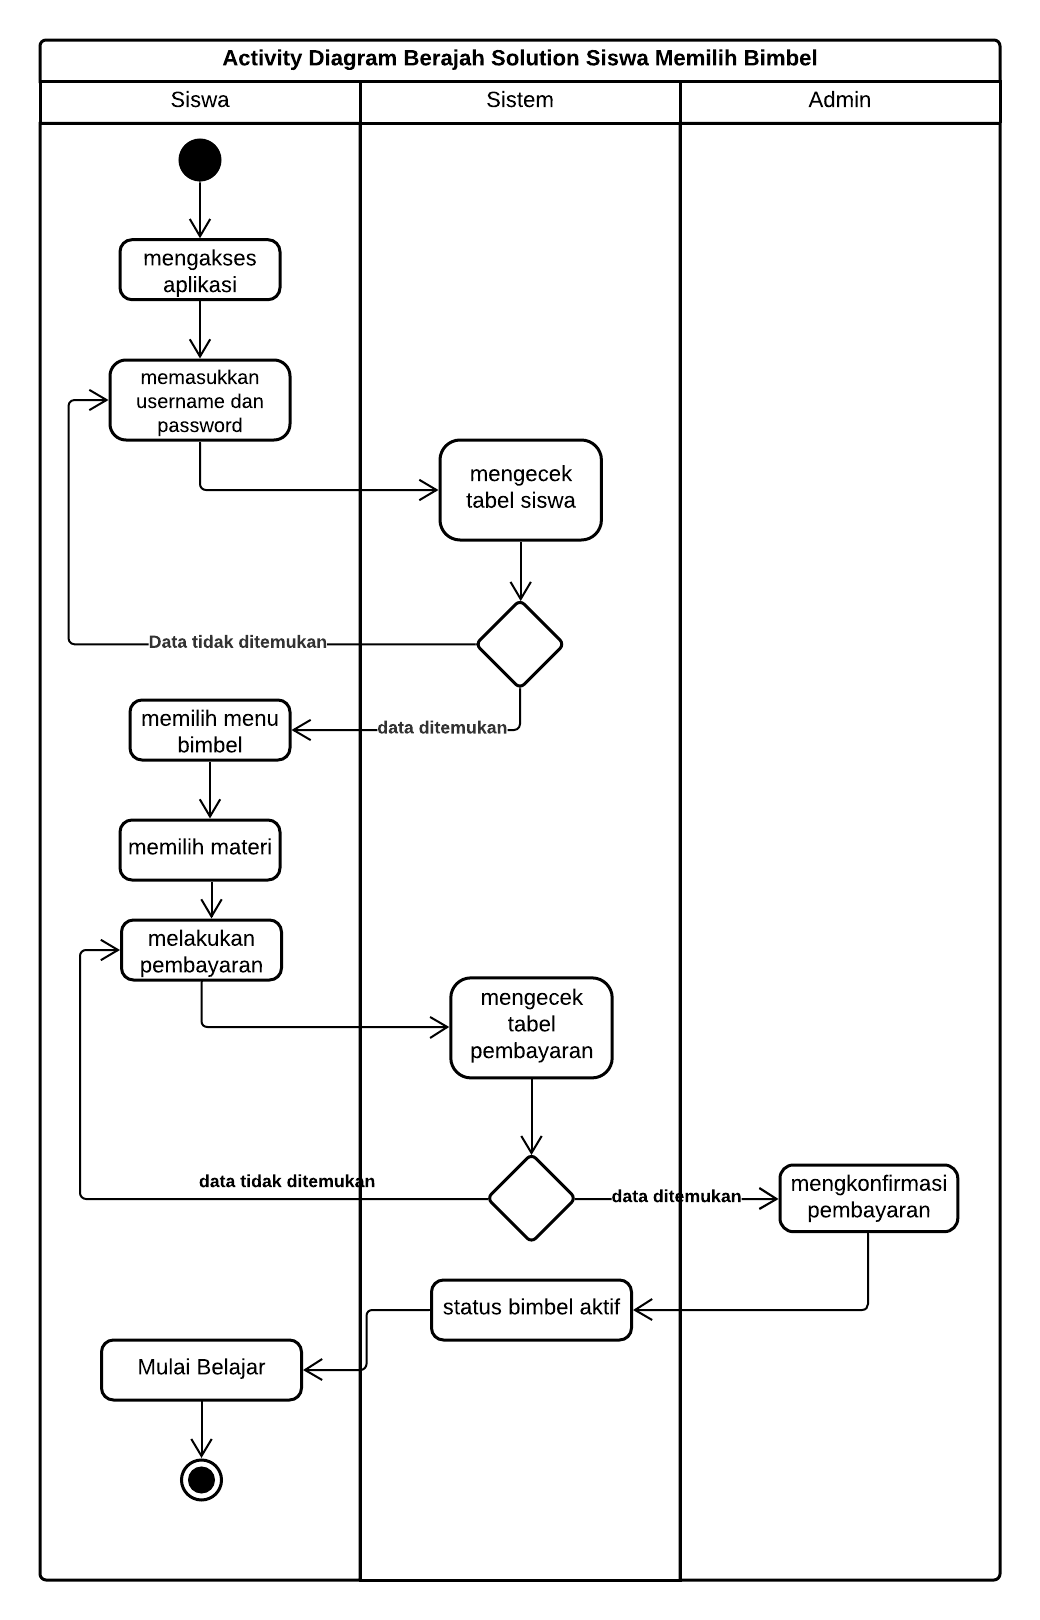 Activity Diagram Berajah Solution Siswa Memilih Bimbel
Siswa
Sistem
Admin
mengakses
aplikasi
memasukkan
username dan
password
mengecek
tabel siswa
Data tidak ditemukan
data ditemukan
memilih menu
bimbel
memilih materi
melakukan
pembayaran
mengecek
tabel
pembayaran
data tidak ditemukan
data ditemukan
mengkonfirmasi
pembayaran
status bimbel aktif
Mulai Belajar